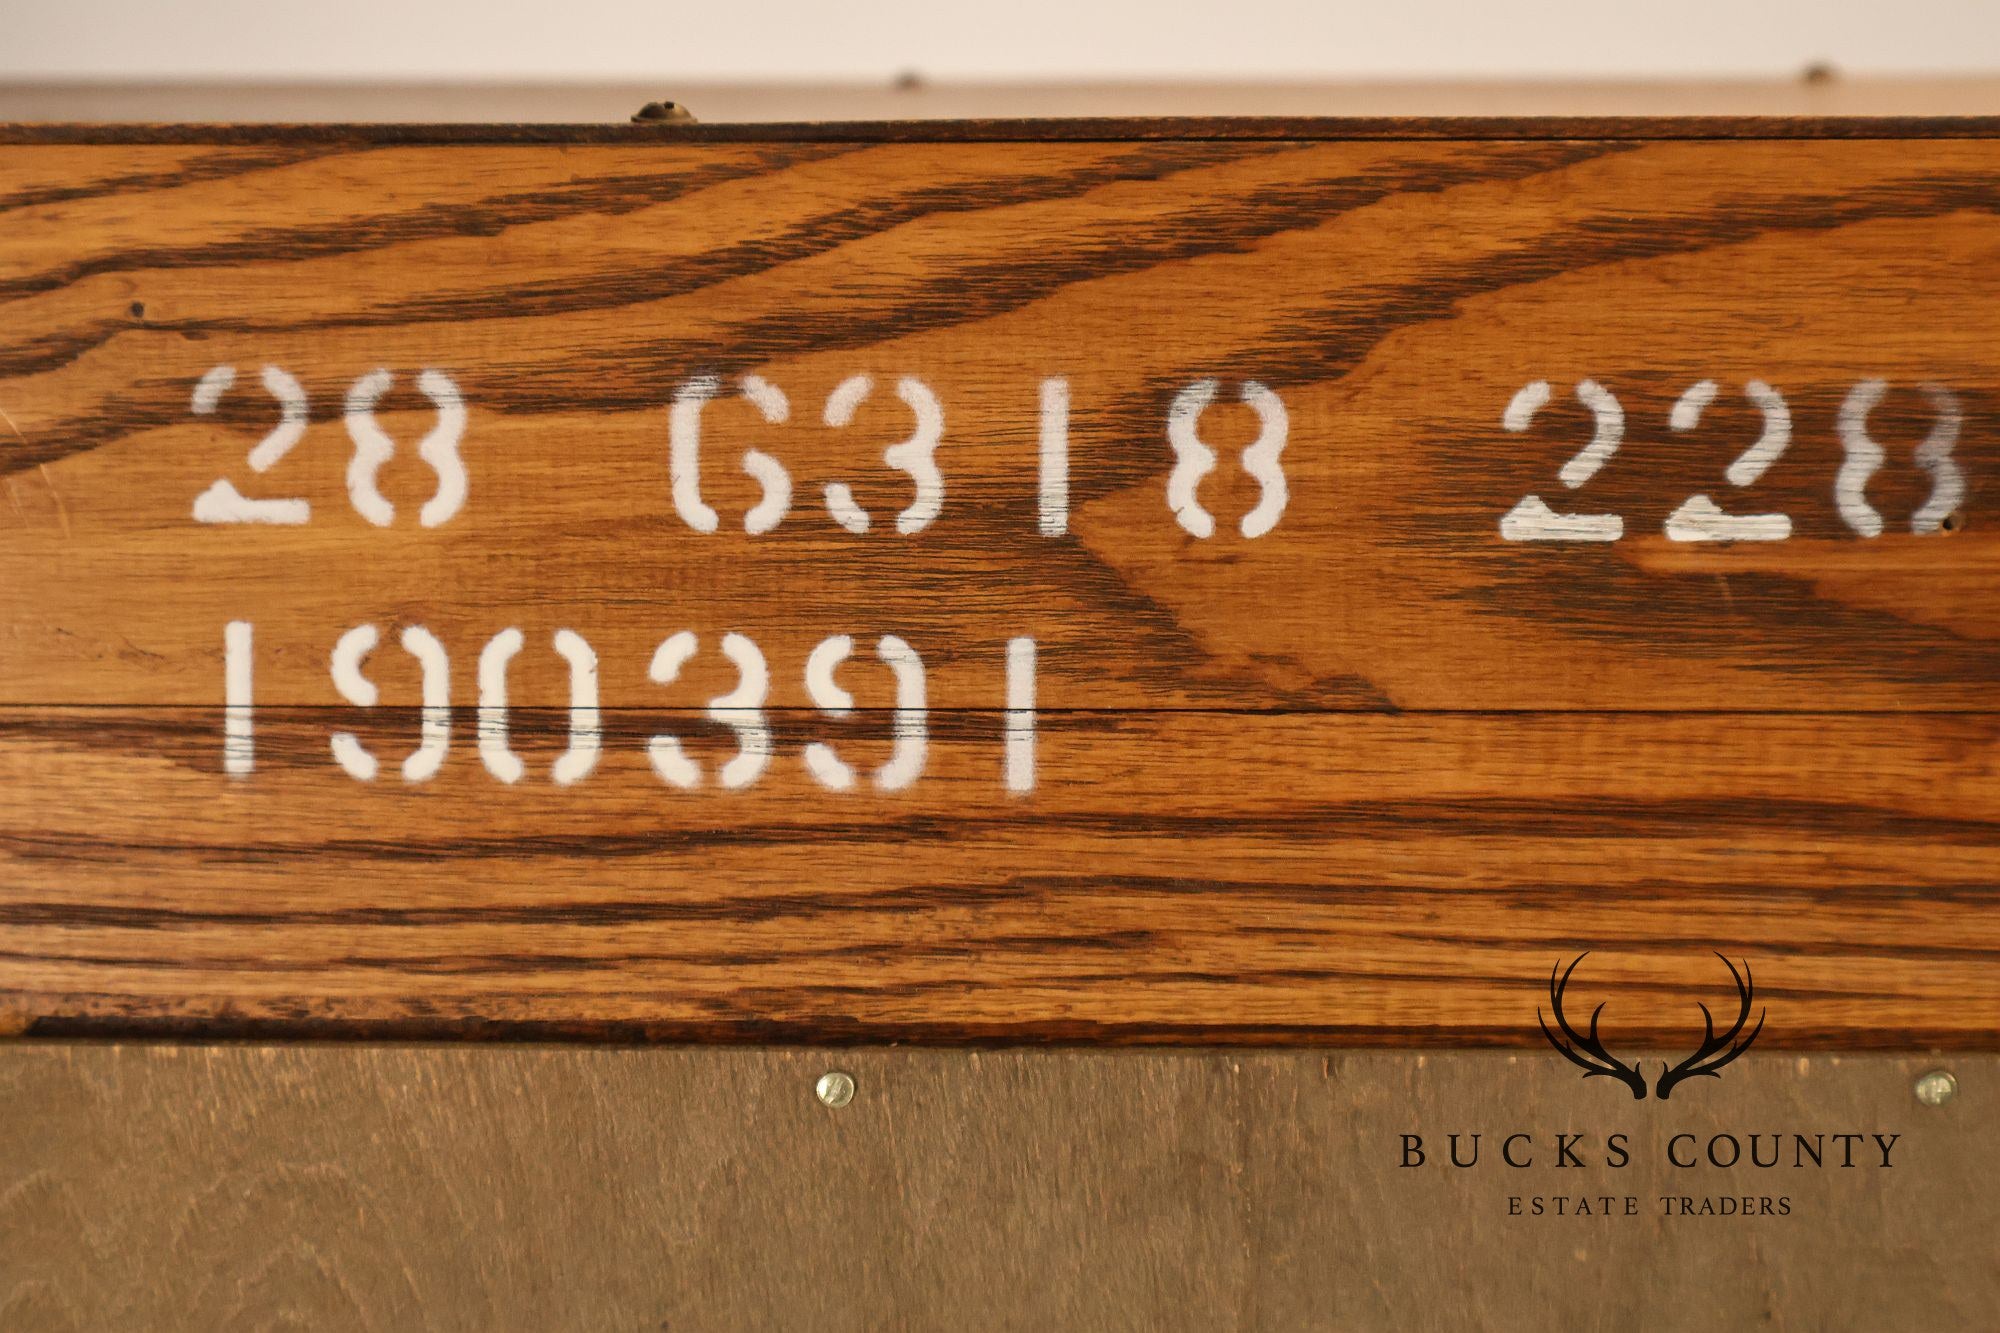 28 6318 228
190391
BUCKS COUNTY
ESTATE TRADERS